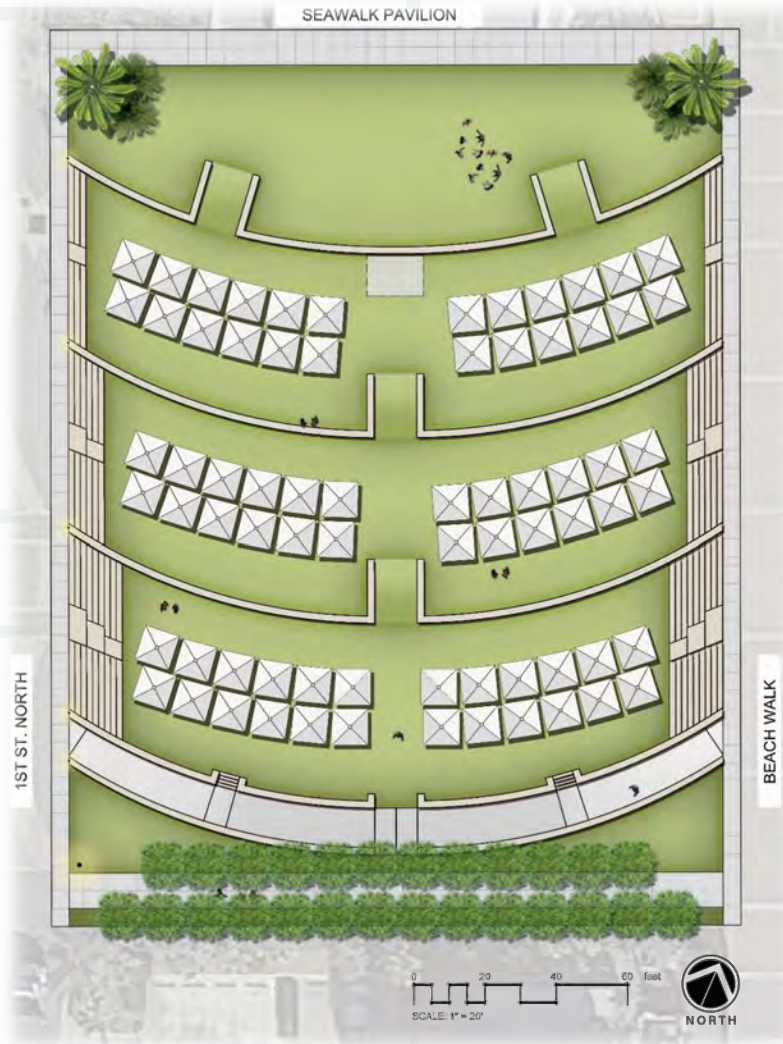 SEAWALK PAVILION
1ST ST. NORTH
BEACH WALK
0 20 40 60 feet
SCALE: 1" = 20'
NORTH